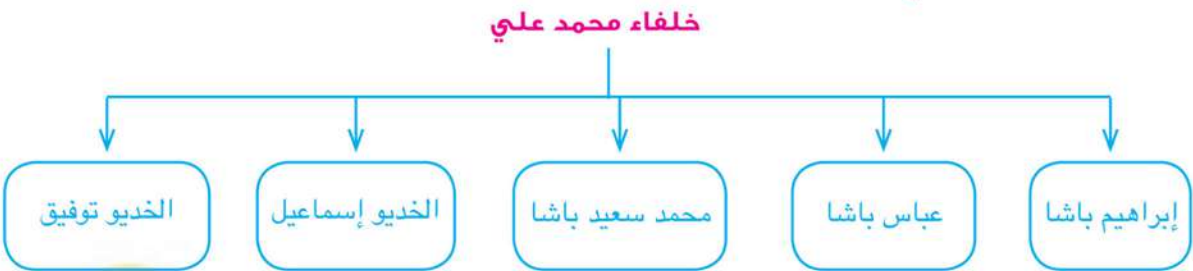 خلفاء محمد علي
إبراهيم باشا
عباس باشا
محمد سعيد باشا
الخديو إسماعيل
الخديو توفيق